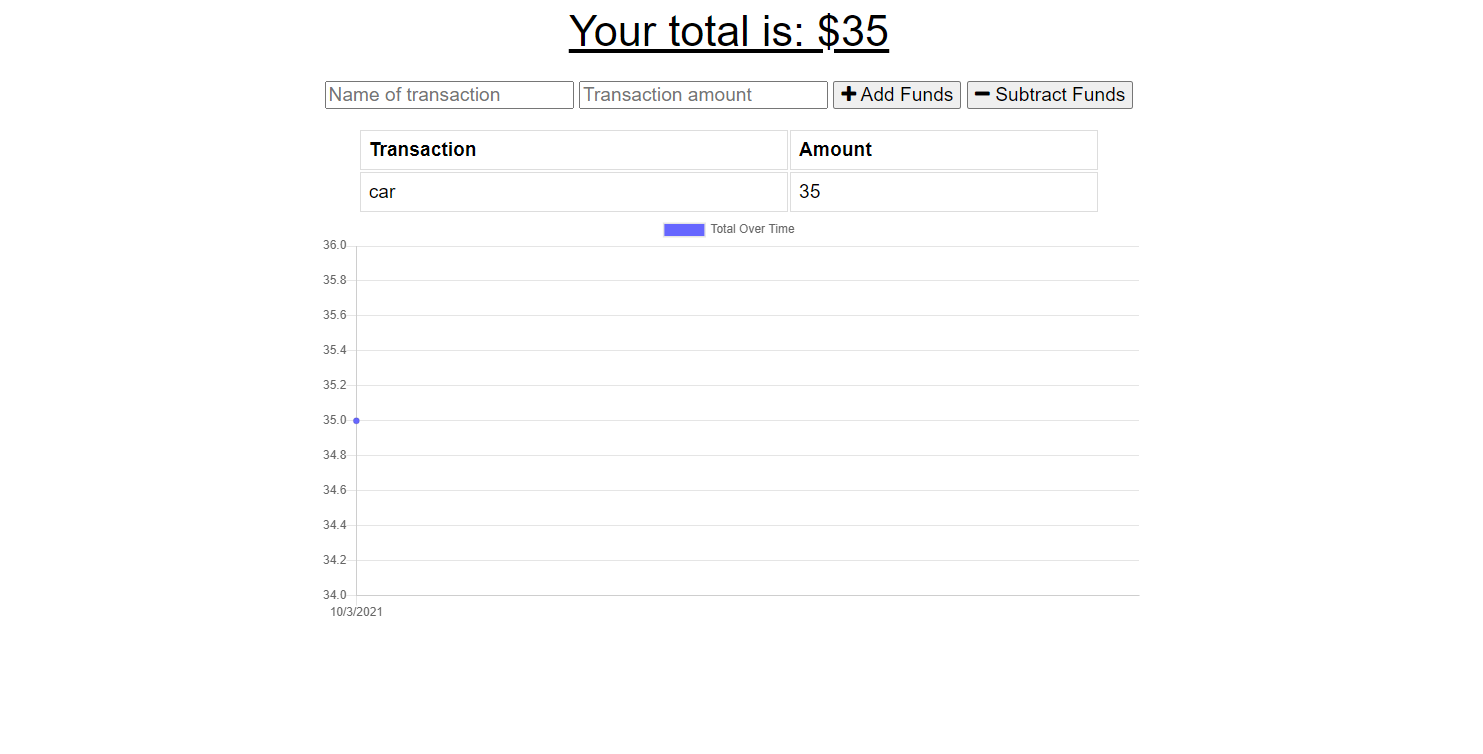 Your total is: $35
Name of transaction Transaction amount Add Funds Subtract Funds
Transaction Amount
car 35
Total Over Time
36.0
35.8
35.6
35.4
35.2
35.0
34.8
34.6
34.4
34.2
34.0
10/3/2021